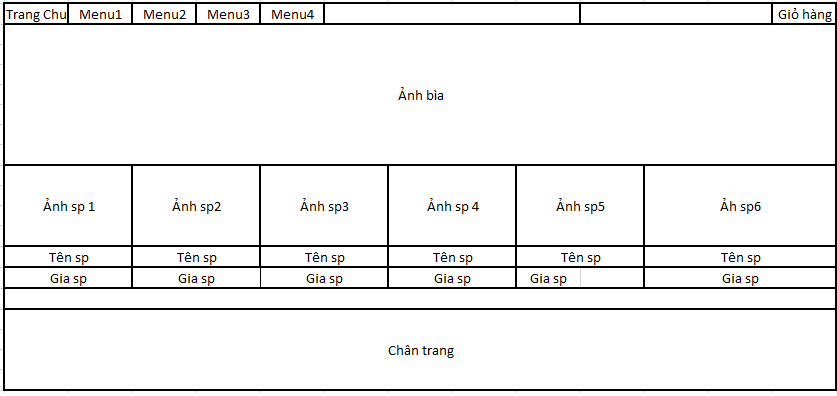 Trang Chu Menu1 Menu2 Menu3 Menu4 Giỏ hàng
Ảnh bìa
Ảnh sp 1 Ảnh sp2 Ảnh sp3 Ảnh sp 4 Ảnh sp5 Ảh sp6
Tên sp Tên sp Tên sp Tên sp Tên sp Tên sp
Gia sp Gia sp Gia sp Gia sp Gia sp Gia sp
Chân trang